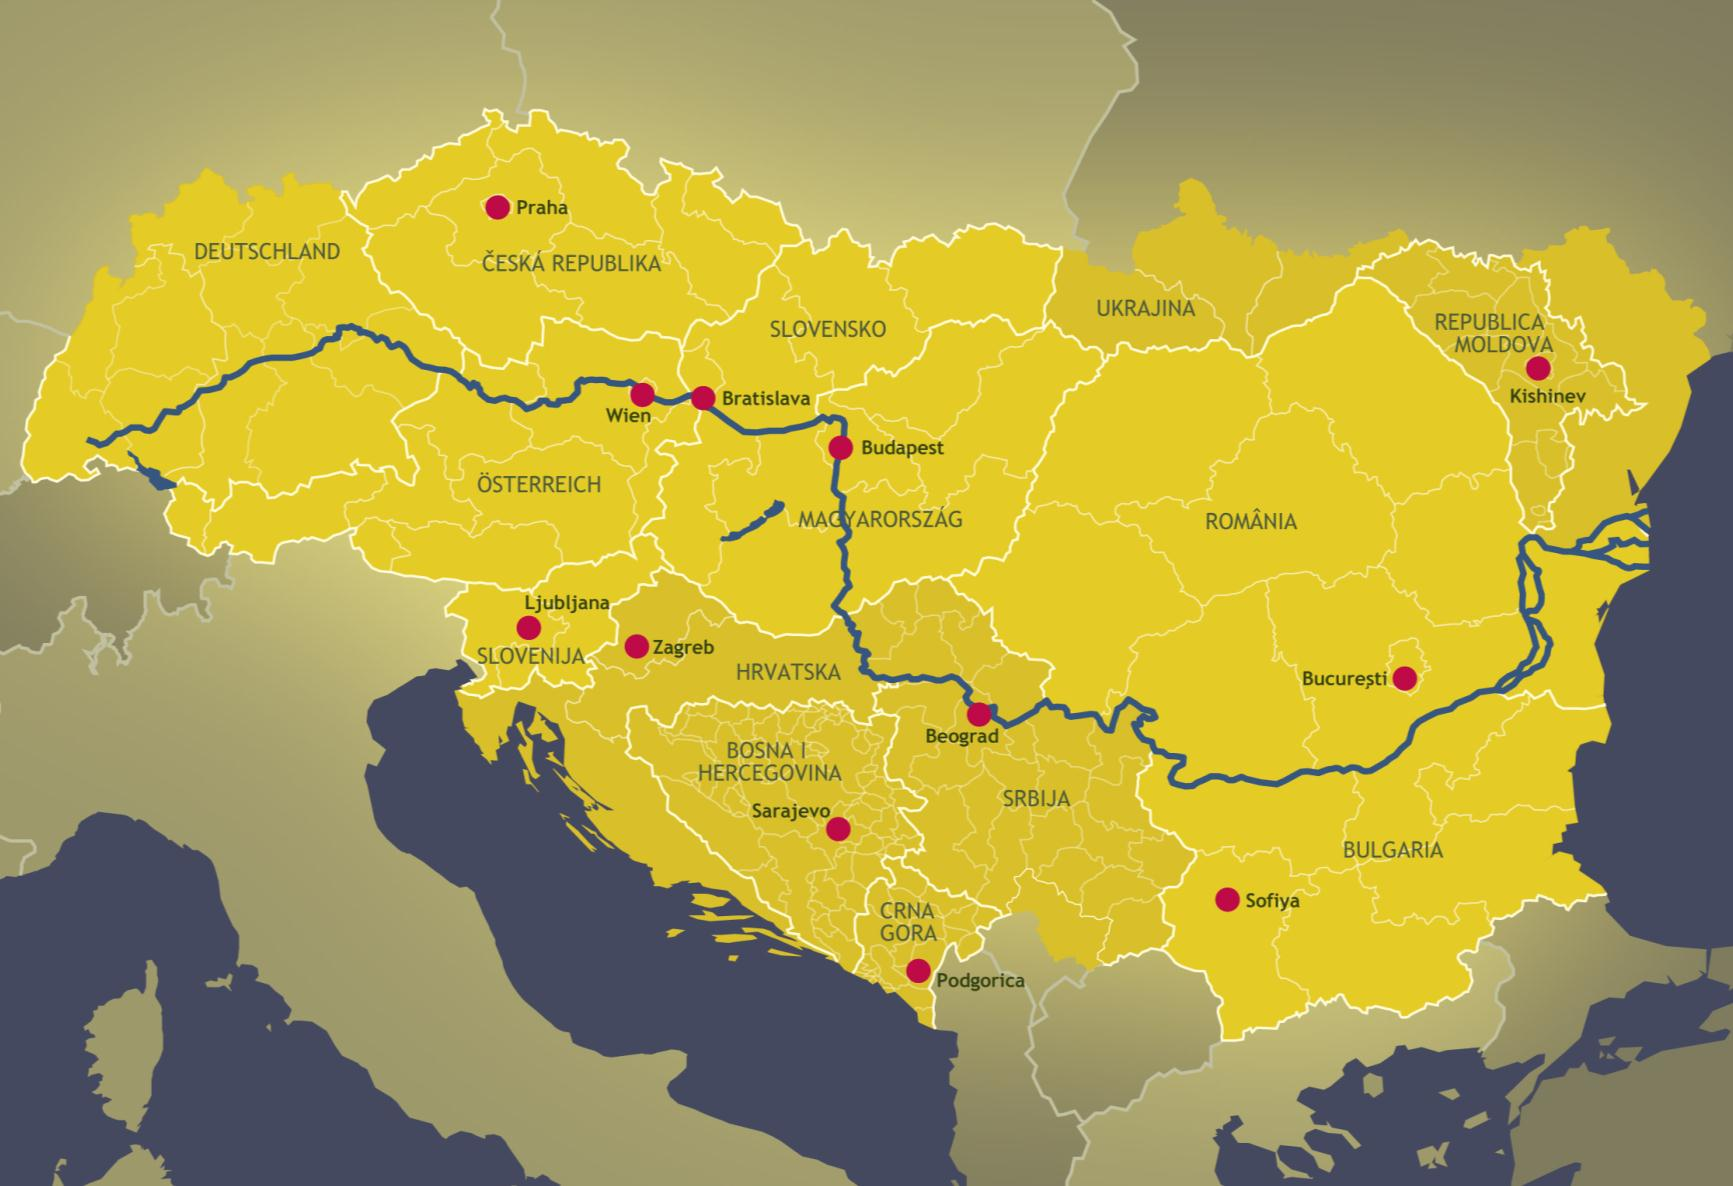 Praha
DEUTSCHLAND
ČESKÁ REPUBLIKA
UKRAJINA
SLOVENSKO
REPUBLICA
MOLDOVA
Kishinev
Wien
Bratislava
Budapest
ÖSTERREICH
MAGYARORSZÁG
ROMÂNIA
Ljubljana
Zagreb
SLOVENIJA
HRVATSKA
București
Beograd
BOSNA I
HERCEGOVINA
SRBIJA
Sarajevo
BULGARIA
Sofiya
CRNA
GORA
Podgorica